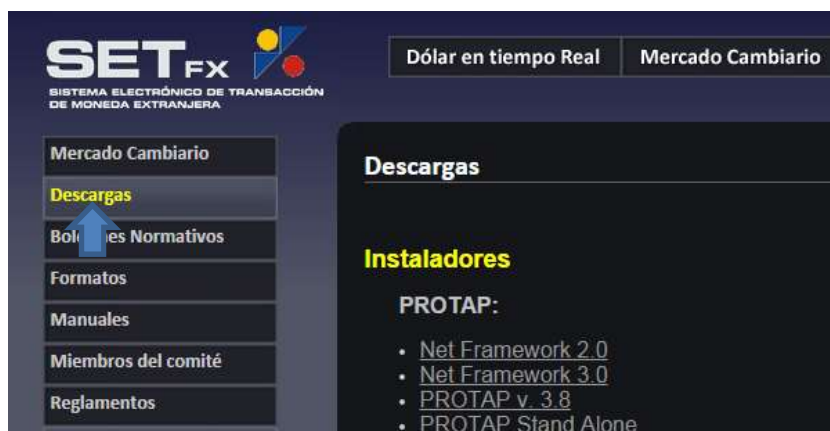 SET FX
SISTEMA ELECTRÓNICO DE TRANSACCIÓN
DE MONEDA EXTRANJERA
Dólar en tiempo Real
Mercado Cambiario
Mercado Cambiario
Descargas
Normativos
Formatos
Manuales
Miembros del comité
Reglamentos
Descargas
Instaladores
PROTAP:
• Net Framework 2.0
• Net Framework 3.0
• PROTAP v. 3.8
• PROTAP Stand Alone